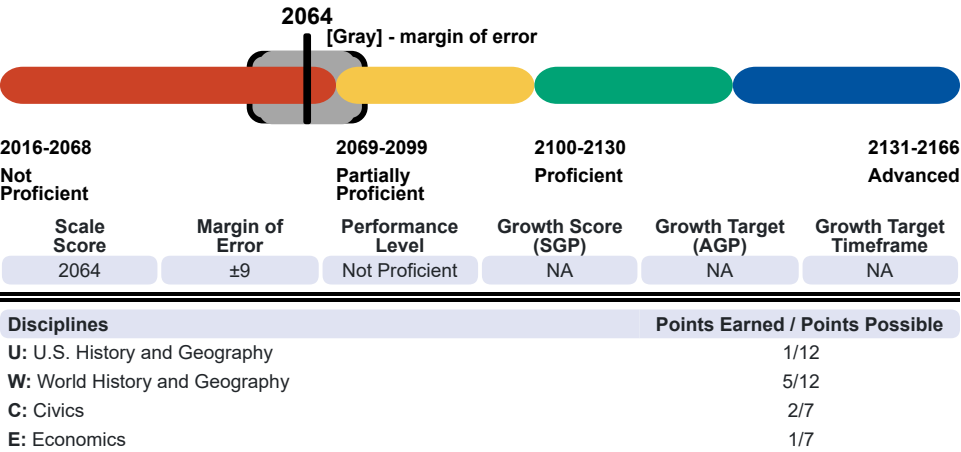 2064
[Gray] - margin of error
2016-2068 2069-2099 2100-2130 2131-2166
Not Proficient Partially Proficient Proficient Advanced
Scale Score Margin of Error Performance Level Growth Score (SGP) Growth Target (AGP) Growth Target Timeframe
2064 ±9 Not Proficient NA NA NA
Disciplines Points Earned / Points Possible
U: U.S. History and Geography 1/12
W: World History and Geography 5/12
C: Civics 2/7
E: Economics 1/7